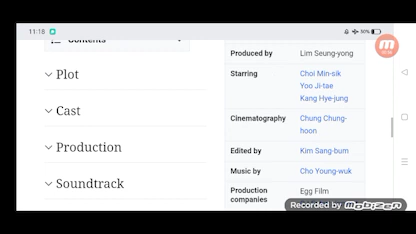 11:18
50%
Contents
Plot
Cast
Production
Soundtrack
Produced by Lim Seung-yong
Starring Choi Min-sik
Yoo Ji-tae
Kang Hye-jung
Cinematography Chung Chung-
hoon
Edited by Kim Sang-bum
Music by Cho Young-wuk
Production Egg Film
companies
Recorded by Mobizen